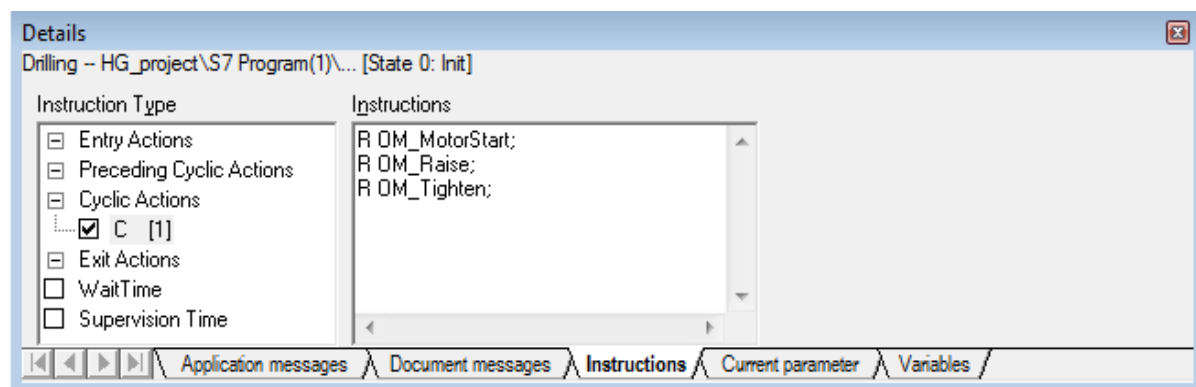 Details
Drilling -- HG_project\S7 Program(1)\... [State 0: Init]
Instruction Type
Entry Actions
Preceding Cyclic Actions
Cyclic Actions
C [1]
Exit Actions
WaitTime
Supervision Time
Instructions
R OM_MotorStart;
R OM_Raise;
R OM_Tighten;
Application messages Document messages Instructions Current parameter Variables